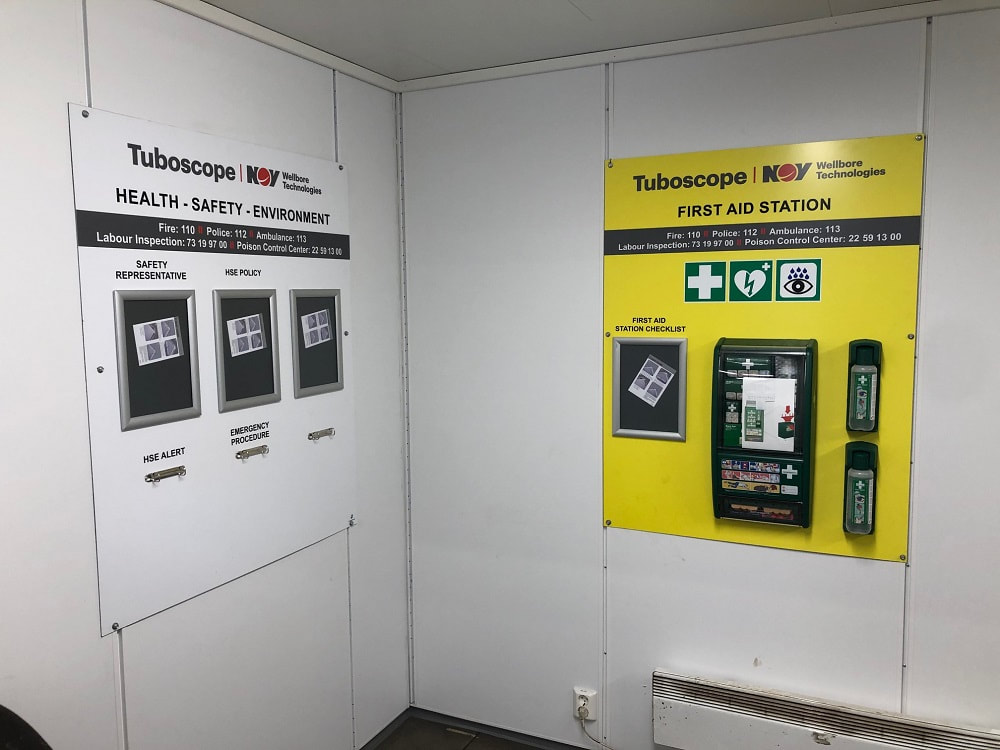 Tuboscope | NOV Wellbore Technologies
HEALTH - SAFETY - ENVIRONMENT
Fire: 110 // Police: 112 // Ambulance: 113
Labour Inspection: 73 19 97 00 // Poison Control Center: 22 59 13 00
SAFETY
REPRESENTATIVE
HSE POLICY
HSE ALERT
EMERGENCY
PROCEDURE
Tuboscope | NOV Wellbore Technologies
FIRST AID STATION
Fire: 110 // Police: 112 // Ambulance: 113
Labour Inspection: 73 19 97 00 // Poison Control Center: 22 59 13 00
FIRST AID
STATION CHECKLIST